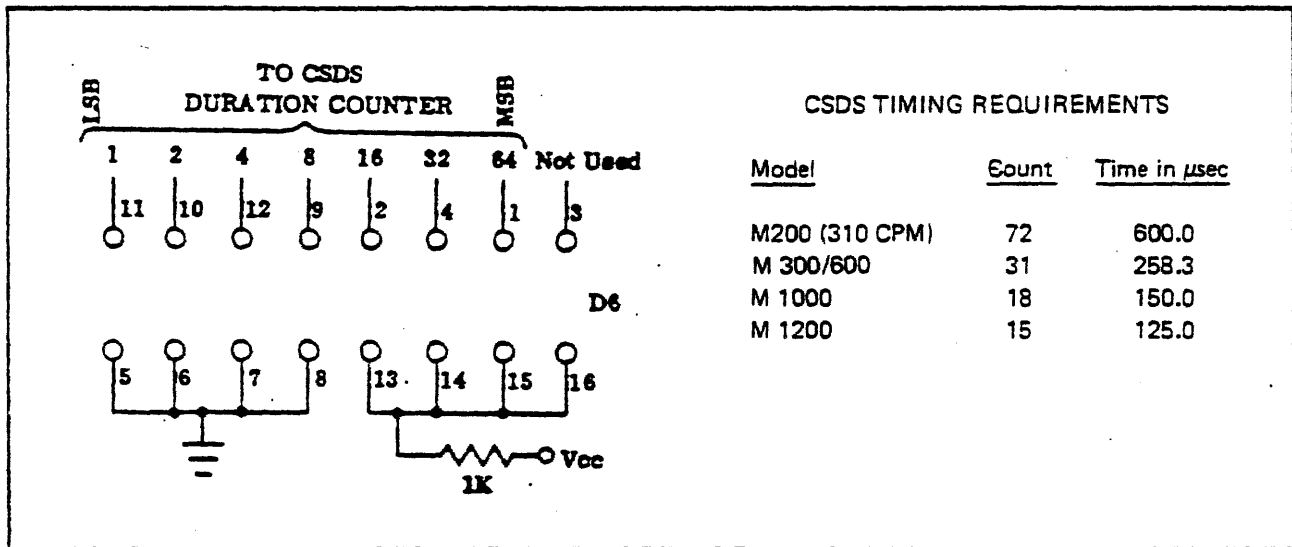 LSB
TO CSDS
DURATION COUNTER
MSB
1 2 4 8 16 32 64 Not Used
11 10 12 9 2 4 1 3
D6
5 6 7 8 13 14 15 16
Vcc
1K
CSDS TIMING REQUIREMENTS
Model Count Time in µsec
M200 (310 CPM) 72 600.0
M 300/600 31 258.3
M 1000 18 150.0
M 1200 15 125.0